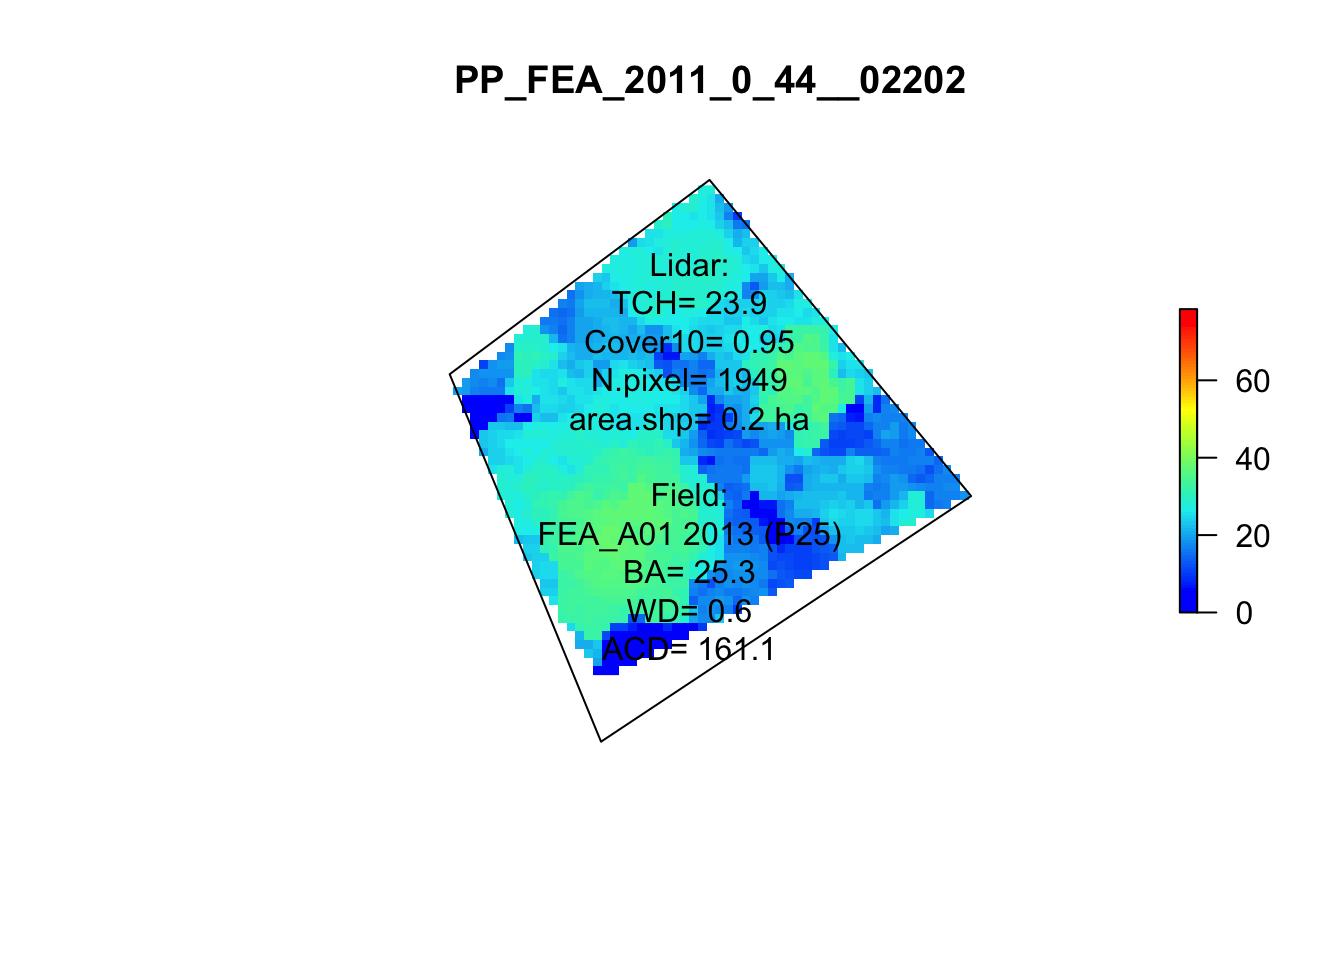 PP_FEA_2011_0_44__02202
Lidar:
TCH= 23.9
Cover10= 0.95
N.pixel= 1949
area.shp= 0.2 ha
Field:
FEA_A01 2013 (P25)
BA= 25.3
WD= 0.6
ACD= 161.1
60
40
20
0